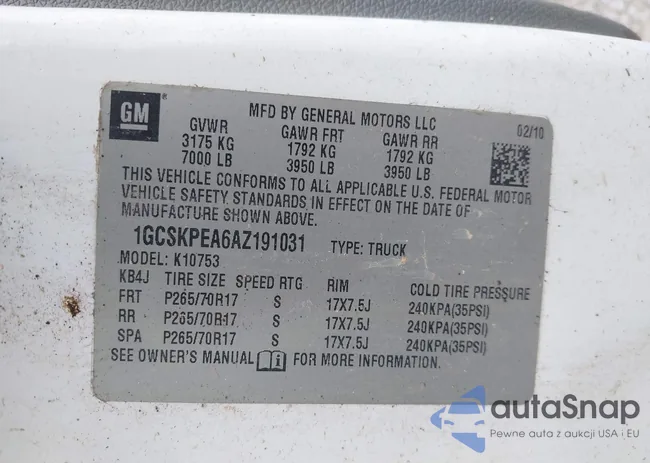 GM ®
MFD BY GENERAL MOTORS LLC 02/10
GVWR GAWR FRT GAWR RR
3175 KG 1792 KG 1792 KG
7000 LB 3950 LB 3950 LB
THIS VEHICLE CONFORMS TO ALL APPLICABLE U.S. FEDERAL MOTOR
VEHICLE SAFETY STANDARDS IN EFFECT ON THE DATE OF
MANUFACTURE SHOWN ABOVE.
1GCSKPEA6AZ191031 TYPE: TRUCK
MODEL: K10753
KB4J TIRE SIZE SPEED RTG RIM COLD TIRE PRESSURE
FRT P265/70R17 S 17X7.5J 240KPA(35PSI)
RR P265/70R17 S 17X7.5J 240KPA(35PSI)
SPA P265/70R17 S 17X7.5J 240KPA(35PSI)
SEE OWNER'S MANUAL FOR MORE INFORMATION.
autaSnap
Pewne auta z aukcji USA i EU